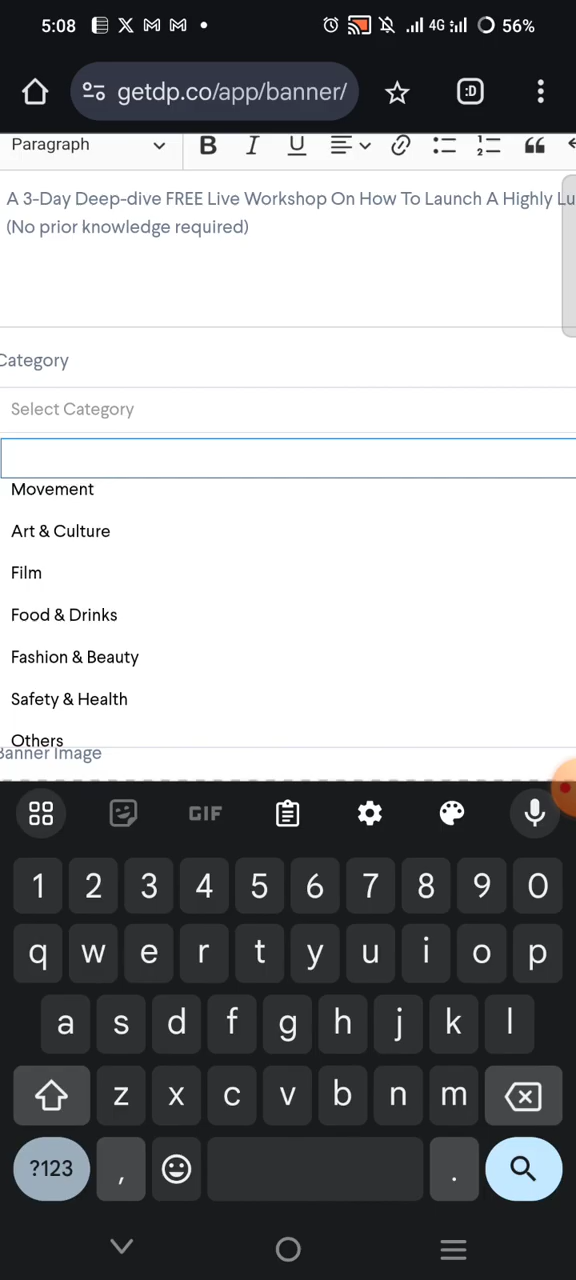 5:08
4G
56%
getdp.co/app/banner/
:D
Paragraph
B I U
A 3-Day Deep-dive FREE Live Workshop On How To Launch A Highly Lu
(No prior knowledge required)
Category
Select Category
Movement
Art & Culture
Film
Food & Drinks
Fashion & Beauty
Safety & Health
Others
Banner Image
GIF
1 2 3 4 5 6 7 8 9 0
q w e r t y u i o p
a s d f g h j k l
z x c v b n m
?123 , .